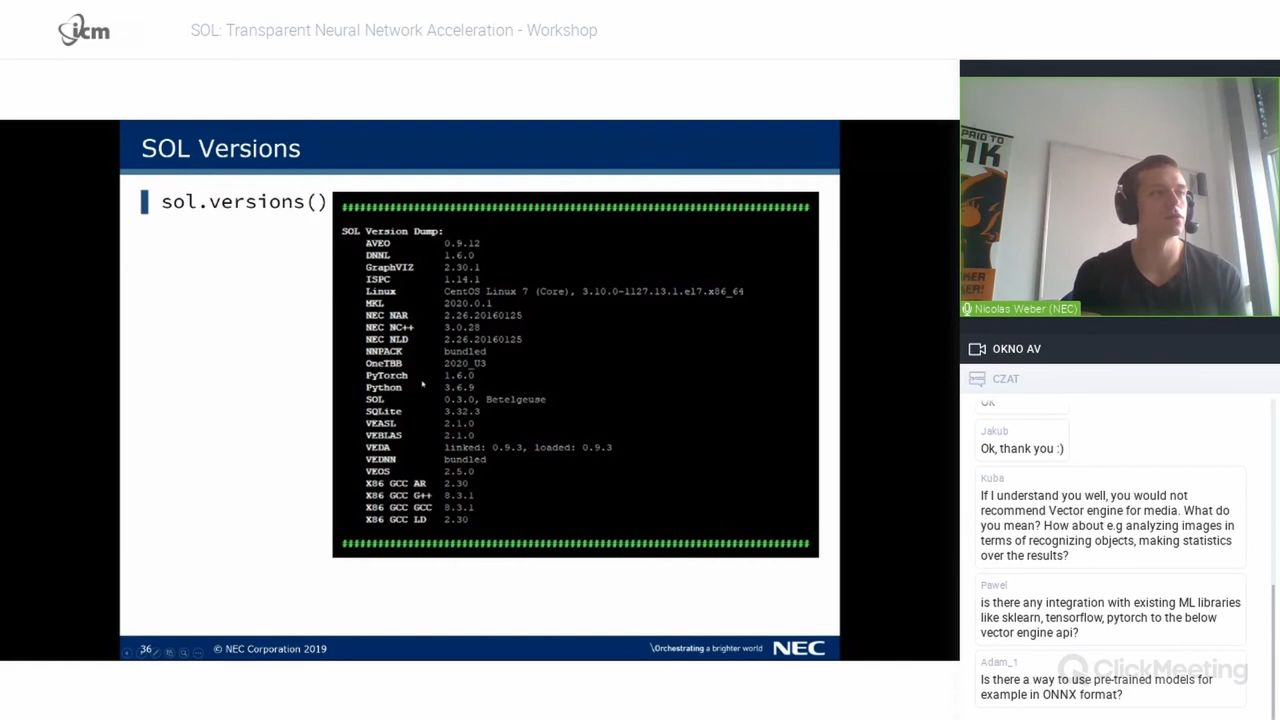 icm
SOL: Transparent Neural Network Acceleration - Workshop
SOL Versions
sol.versions()
################################################################
SOL Version Dump:
AVEO 0.9.12
DNNL 1.6.0
GraphVIZ 2.30.1
ISPC 1.14.1
Linux CentOS Linux 7 (Core), 3.10.0-1127.13.1.el7.x86_64
MKL 2020.0.1
NEC NAR 2.26.20160125
NEC NC++ 3.0.28
NEC NLD 2.26.20160125
NNPACK bundled
OneTBB 2020_U3
PyTorch 1.6.0
Python 3.6.9
SOL 0.3.0, Betelgeuse
SQLite 3.32.3
VEASL 2.1.0
VEBLAS 2.1.0
VEDA linked: 0.9.3, loaded: 0.9.3
VEDNN bundled
VEOS 2.5.0
X86 GCC AR 2.30
X86 GCC G++ 8.3.1
X86 GCC GCC 8.3.1
X86 GCC LD 2.30
################################################################
36 © NEC Corporation 2019
\Orchestrating a brighter world NEC
PAID TO
Nicolas Weber (NEC)
OKNO AV
CZAT
Ok
Jakub
Ok, thank you :)
Kuba
If I understand you well, you would not
recommend Vector engine for media. What do
you mean? How about e.g analyzing images in
terms of recognizing objects, making statistics
over the results?
Pawel
is there any integration with existing ML libraries
like sklearn, tensorflow, pytorch to the below
vector engine api?
Adam_1
Is there a way to use pre-trained models for
example in ONNX format?
ClickMeeting